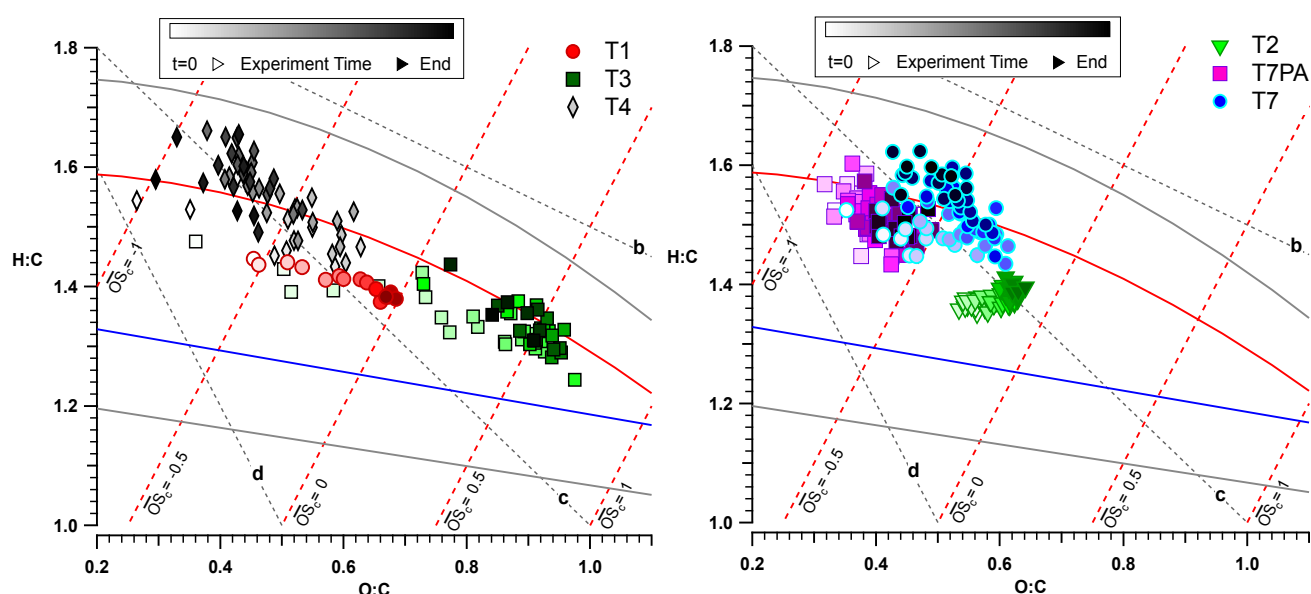 t=0 Experiment Time End
T1
T3
T4
1.8
1.6
1.4
1.2
1.0
H:C
0.2
0.4
0.6
0.8
1.0
O:C
OSc= -1
OSc= -0.5
OSc= 0
OSc= 0.5
OSc= 1
b
c
d
t=0 Experiment Time End
T2
T7PA
T7
1.8
1.6
1.4
1.2
1.0
H:C
0.2
0.4
0.6
0.8
1.0
O:C
OSc= -1
OSc= -0.5
OSc= 0
OSc= 0.5
OSc= 1
b
c
d